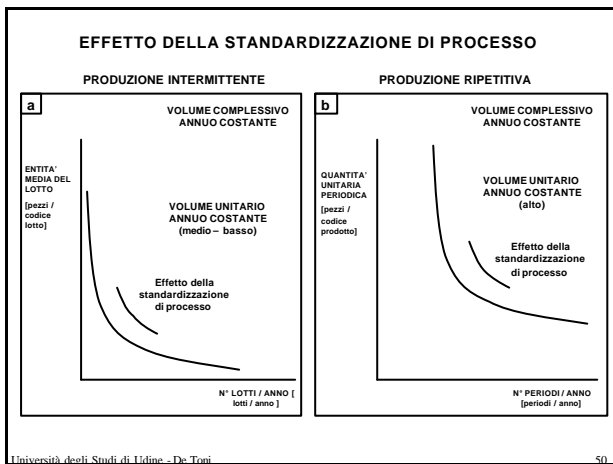 EFFETTO DELLA STANDARDIZZAZIONE DI PROCESSO
PRODUZIONE INTERMITTENTE
PRODUZIONE RIPETITIVA
a
VOLUME COMPLESSIVO
ANNUO COSTANTE
ENTITA'
MEDIA DEL
LOTTO
[pezzi /
codice
lotto]
VOLUME UNITARIO
ANNUO COSTANTE
(medio – basso)
Effetto della
standardizzazione
di processo
N° LOTTI / ANNO [
lotti / anno ]
b
VOLUME COMPLESSIVO
ANNUO COSTANTE
QUANTITA'
UNITARIA
PERIODICA
[pezzi /
codice
prodotto]
VOLUME UNITARIO
ANNUO COSTANTE
(alto)
Effetto della
standardizzazione
di processo
N° PERIODI / ANNO
[periodi / anno]
Università degli Studi di Udine - De Toni
50